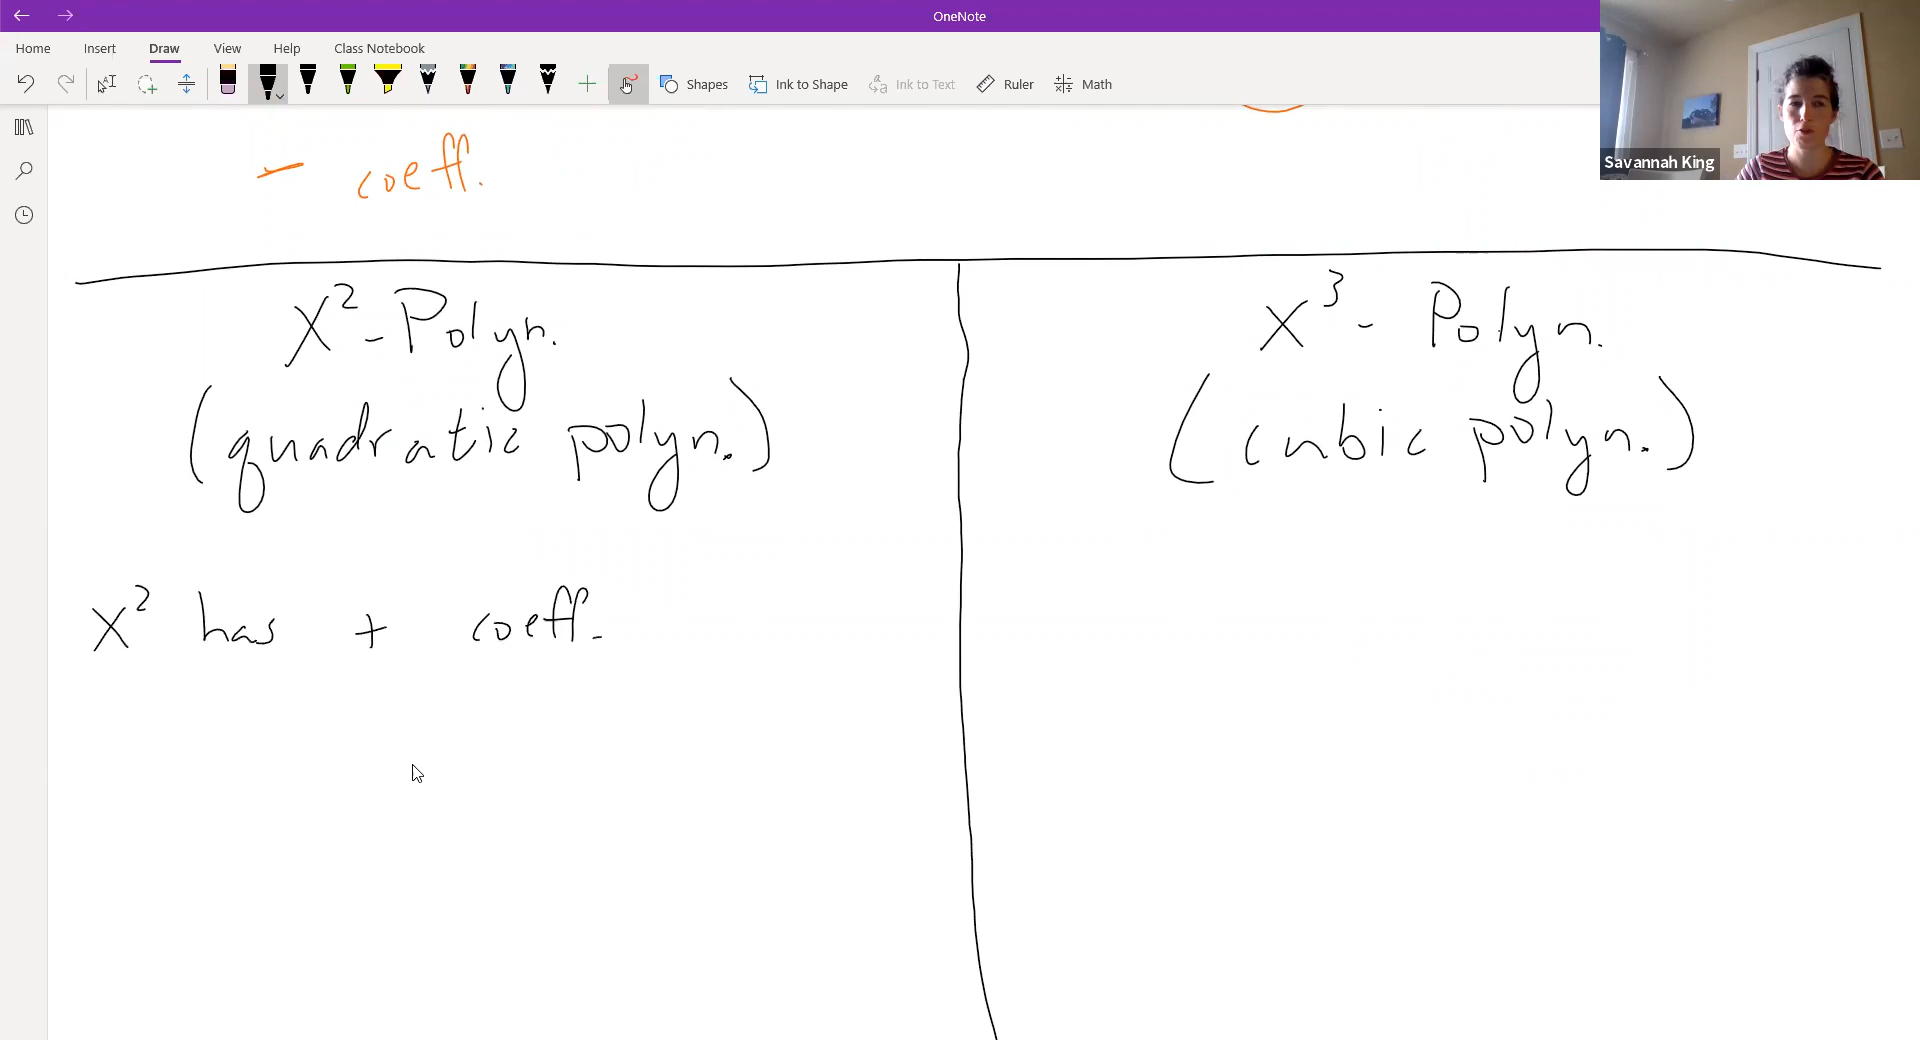 OneNote
Home Insert Draw View Help Class Notebook
Shapes Ink to Shape Ink to Text Ruler Math
Savannah King
- coeff.
x² - Polyn.
(quadratic polyn.)
x² has + coeff.
x³ - Polyn.
(cubic polyn.)